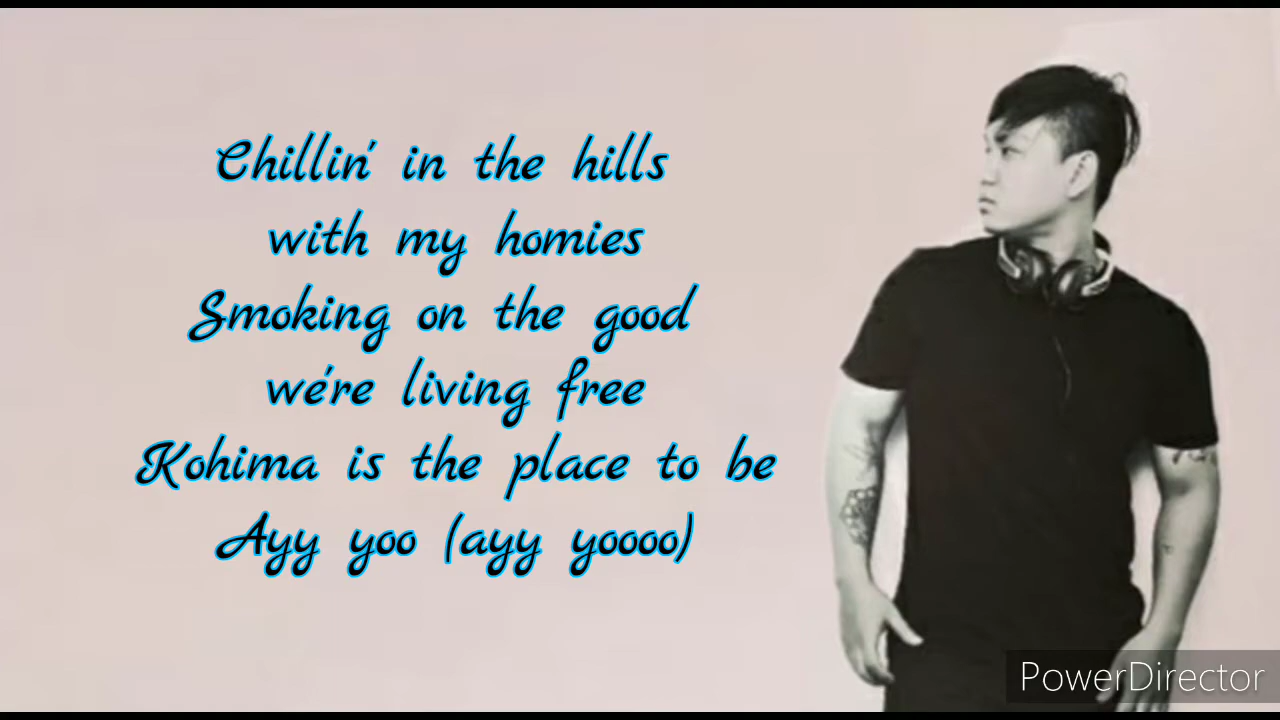 Chillin' in the hills
with my homies
Smoking on the good
we're living free
Kohima is the place to be
Ayy yoo (ayy yoooo)
PowerDirector